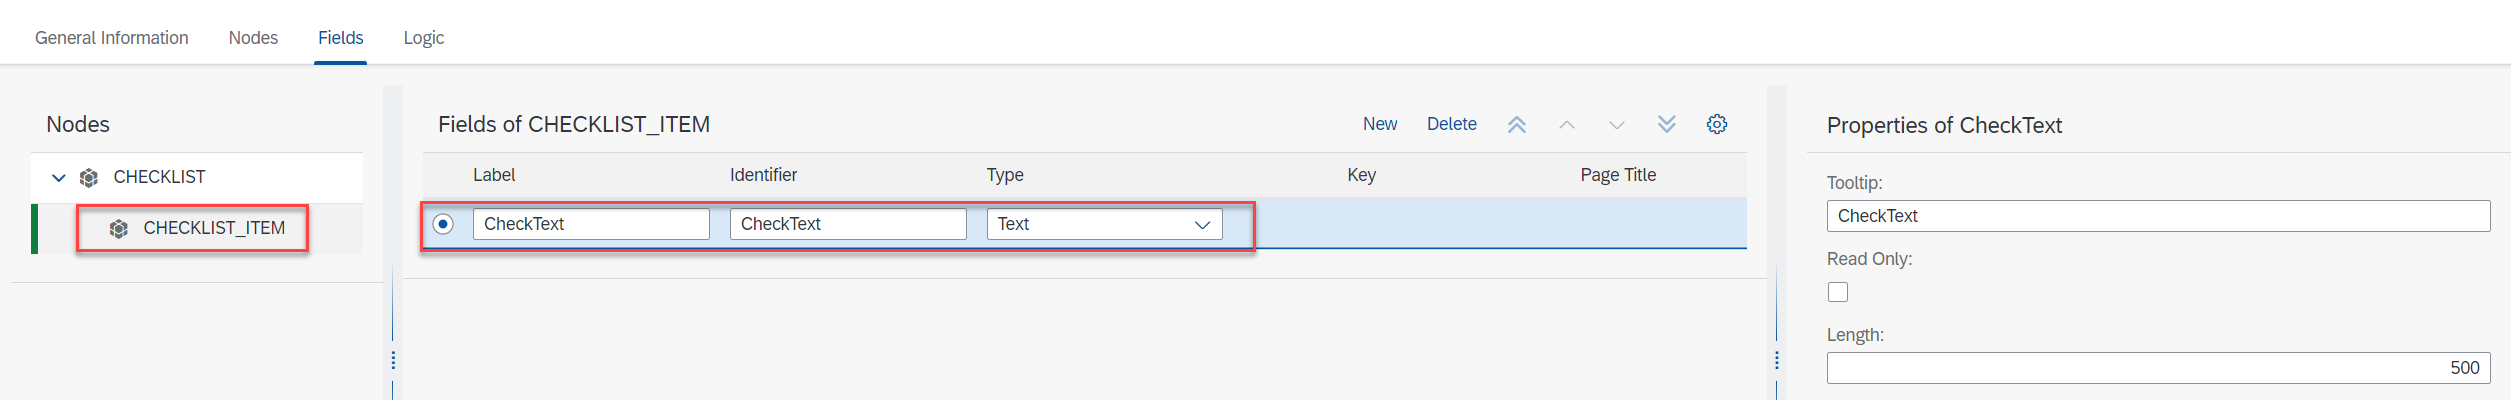 General Information Nodes Fields Logic
Nodes
CHECKLIST
CHECKLIST_ITEM
Fields of CHECKLIST_ITEM New Delete
Label Identifier Type Key Page Title
CheckText CheckText Text
Properties of CheckText
Tooltip:
CheckText
Read Only:
Length:
500